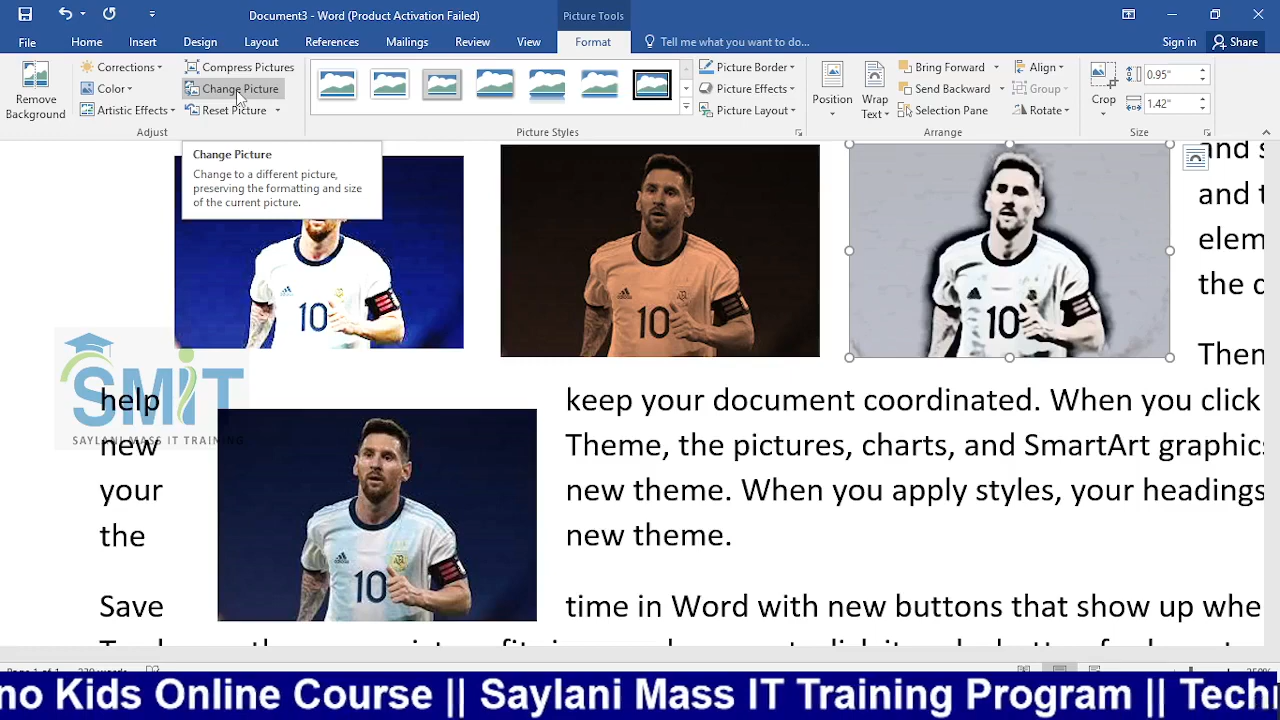 Document3 - Word (Product Activation Failed)
Picture Tools
File
Home
Insert
Design
Layout
References
Mailings
Review
View
Format
Tell me what you want to do...
Sign in
Share
Remove Background
Corrections
Color
Artistic Effects
Compress Pictures
Change Picture
Reset Picture
Picture Border
Picture Effects
Picture Layout
Position
Wrap Text
Bring Forward
Send Backward
Selection Pane
Align
Group
Rotate
Crop
0.95"
1.42"
Adjust
Picture Styles
Arrange
Size
Change Picture
Change to a different picture,
preserving the formatting and size
of the current picture.
and s
and t
elem
the
Them
10
10
10
SMiT
SAYLANI MASS IT TRAINING
help keep your document coordinated. When you click
new Theme, the pictures, charts, and SmartArt graphics
your new theme. When you apply styles, your headings
the new theme.
10
Save time in Word with new buttons that show up whe
no Kids Online Course || Saylani Mass IT Training Program || Techn